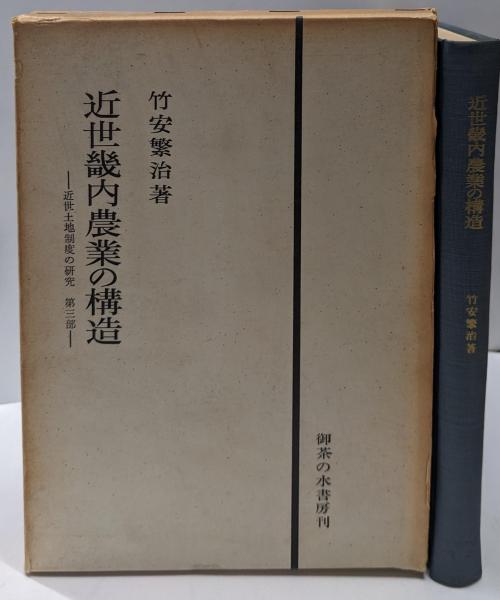 竹安繁治著
近世畿内農業の構造
——近世土地制度の研究 第三部——
御茶の水書房刊
近世畿内農業の構造
竹安繁治著